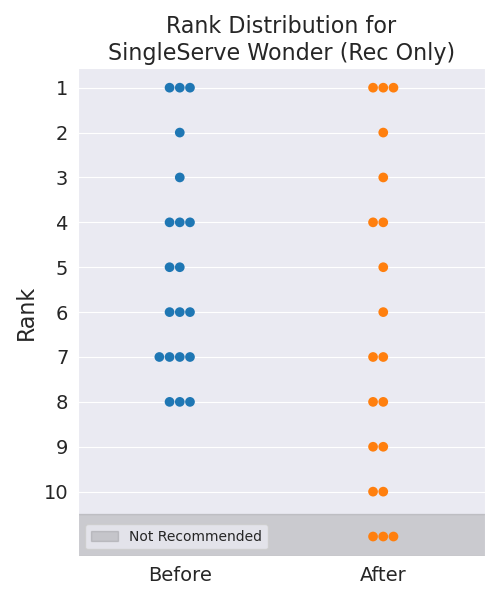 Rank Distribution for
SingleServe Wonder (Rec Only)
Rank
1
2
3
4
5
6
7
8
9
10
Not Recommended
Before After